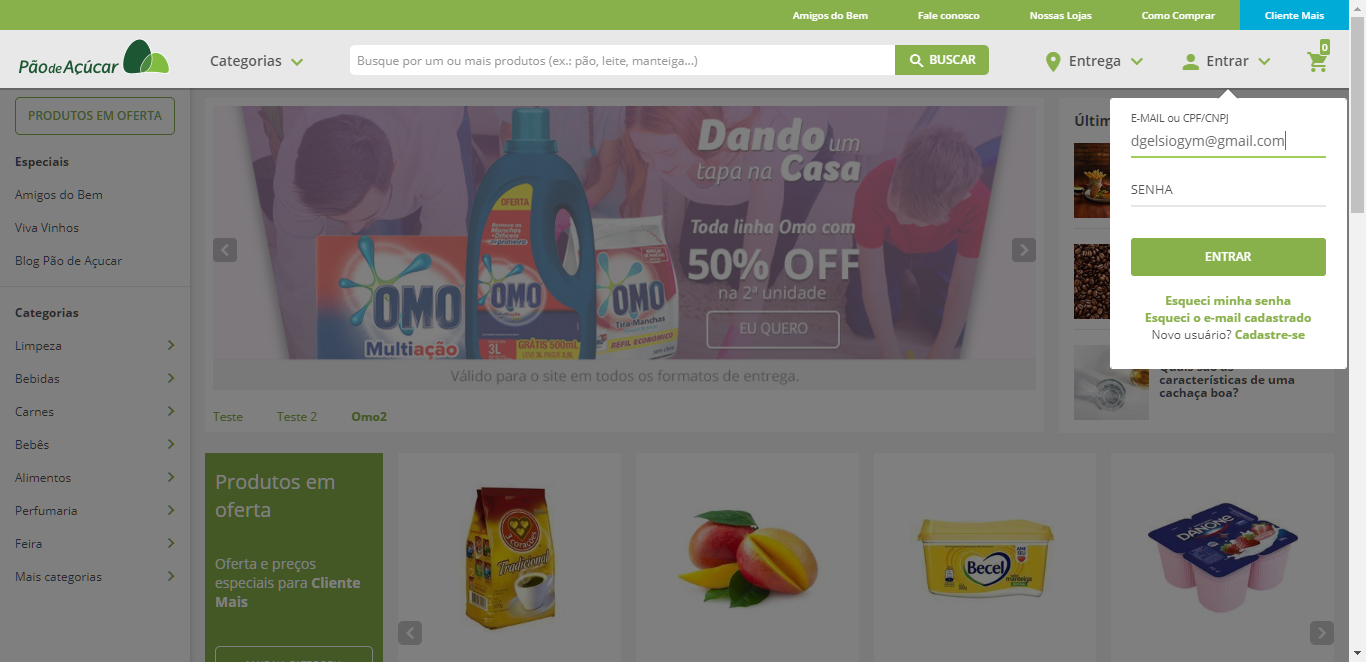 Amigos do Bem
Fale conosco
Nossas Lojas
Como Comprar
Cliente Mais
PãodeAçúcar
Categorias
Busque por um ou mais produtos (ex.: pão, leite, manteiga...)
BUSCAR
Entrega
Entrar
0
PRODUTOS EM OFERTA
Especiais
Amigos do Bem
Viva Vinhos
Blog Pão de Açucar
Categorias
Limpeza
Bebidas
Carnes
Bebês
Alimentos
Perfumaria
Feira
Mais categorias
Dando um
tapa na Casa
Toda linha Omo com
50% OFF
na 2ª unidade
EU QUERO
OFERTA
Remove as
Manchas
+Difíceis
de primeira
OMO
Multiação
OMO
3L
GRÁTIS 500mL
OMO
Tira-Manchas
REFIL ECONÔMICO
Válido para o site em todos os formatos de entrega.
Teste
Teste 2
Omo2
Últim
E-MAIL ou CPF/CNPJ
dgelsiogym@gmail.com
SENHA
ENTRAR
Esqueci minha senha
Esqueci o e-mail cadastrado
Novo usuário? Cadastre-se
Quais são as
características de uma
cachaça boa?
Produtos em
oferta
Oferta e preços
especiais para Cliente
Mais
3 corações
Tradicional
Becel
manteiga
DANONE